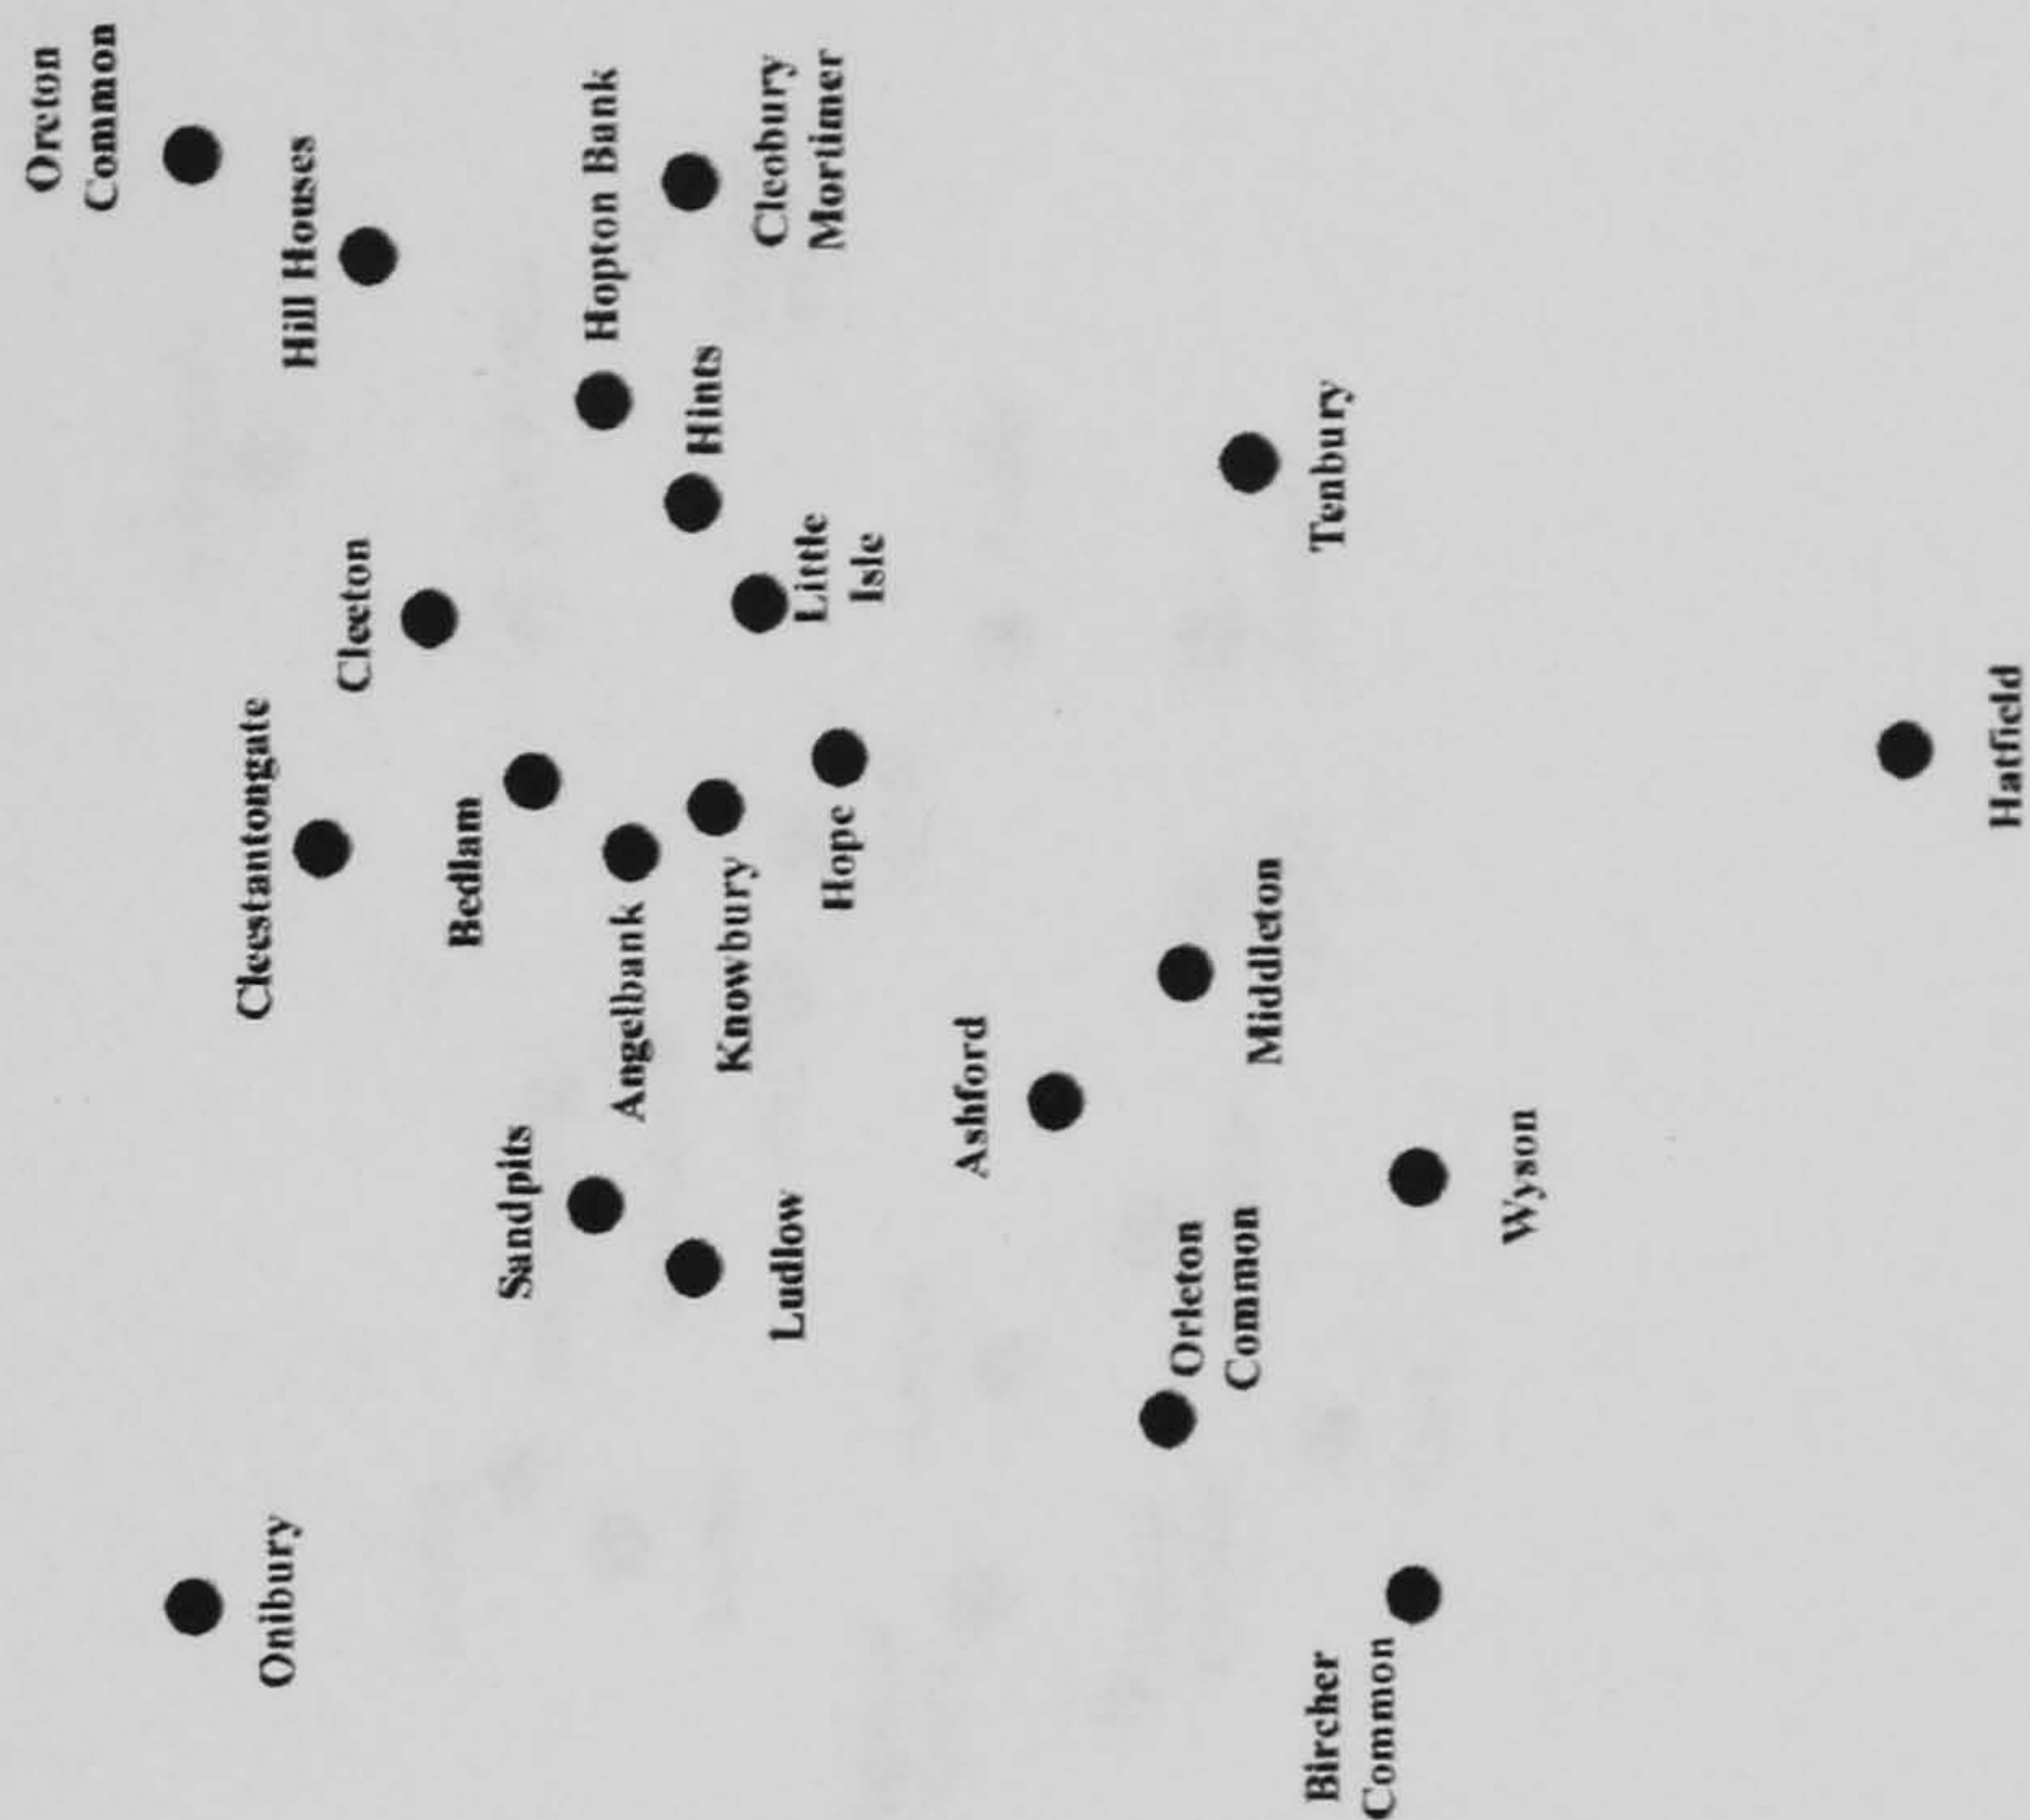 Oreton
Common
Hill Houses
Hopton Bank
Cleobury
Mortimer
Hints
Cleeton
Little
Isle
Tenbury
Cleestantongate
Bedlam
Angelbank
Knowbury
Hope
Hatfield
Middleton
Ashford
Sandpits
Ludlow
Wyson
Orleton
Common
Onibury
Bircher
Common